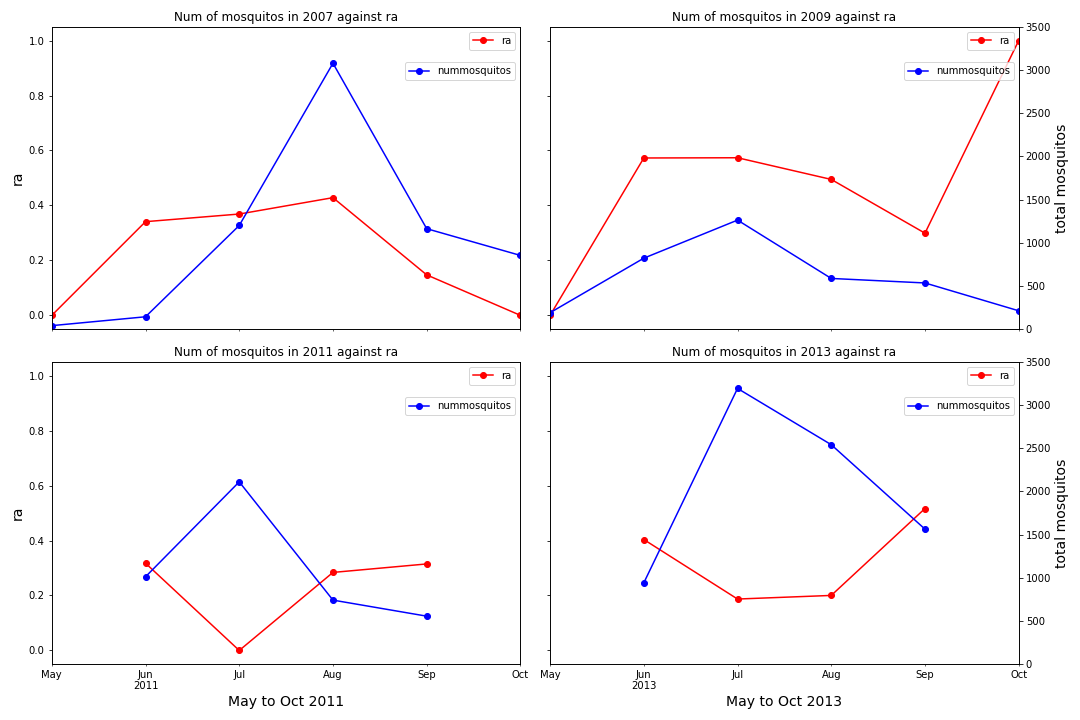 Num of mosquitos in 2007 against ra
ra
nummosquitos
1.0
0.8
0.6
0.4
0.2
0.0
ra
Num of mosquitos in 2009 against ra
ra
nummosquitos
3500
3000
2500
2000
1500
1000
500
0
total mosquitos
Num of mosquitos in 2011 against ra
ra
nummosquitos
1.0
0.8
0.6
0.4
0.2
0.0
ra
May Jun Jul Aug Sep Oct
2011
May to Oct 2011
Num of mosquitos in 2013 against ra
ra
nummosquitos
3500
3000
2500
2000
1500
1000
500
0
total mosquitos
May Jun Jul Aug Sep Oct
2013
May to Oct 2013